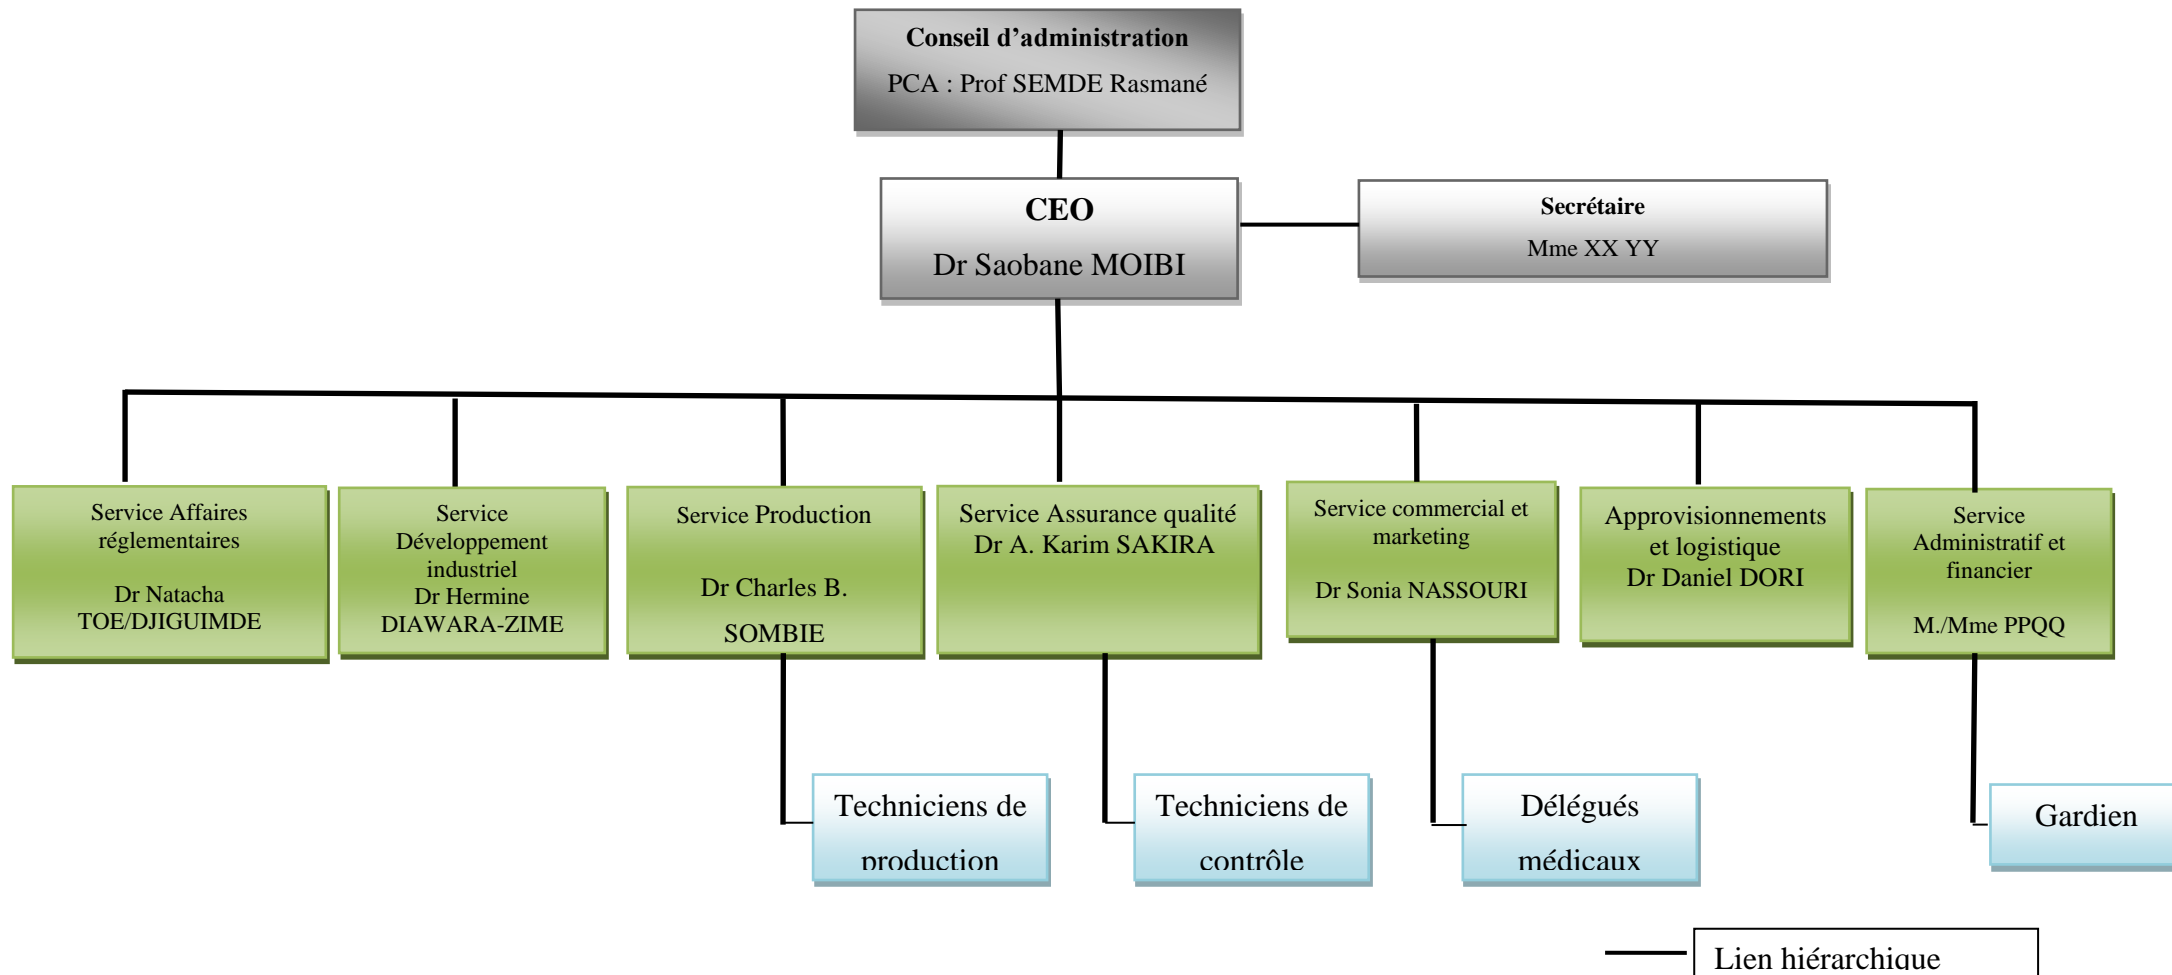 Conseil d’administration
PCA : Prof SEMDE Rasmané
CEO
Dr Saobane MOIBI
Secrétaire
Mme XX YY
Service Affaires
réglementaires
Dr Natacha
TOE/DJIGUIMDE
Service
Développement
industriel
Dr Hermine
DIAWARA-ZIME
Service Production
Dr Charles B.
SOMBIE
Service Assurance qualité
Dr A. Karim SAKIRA
Service commercial et
marketing
Dr Sonia NASSOURI
Approvisionnements
et logistique
Dr Daniel DORI
Service
Administratif et
financier
M./Mme PPQQ
Techniciens de
production
Techniciens de
contrôle
Délégués
médicaux
Gardien
Lien hiérarchique